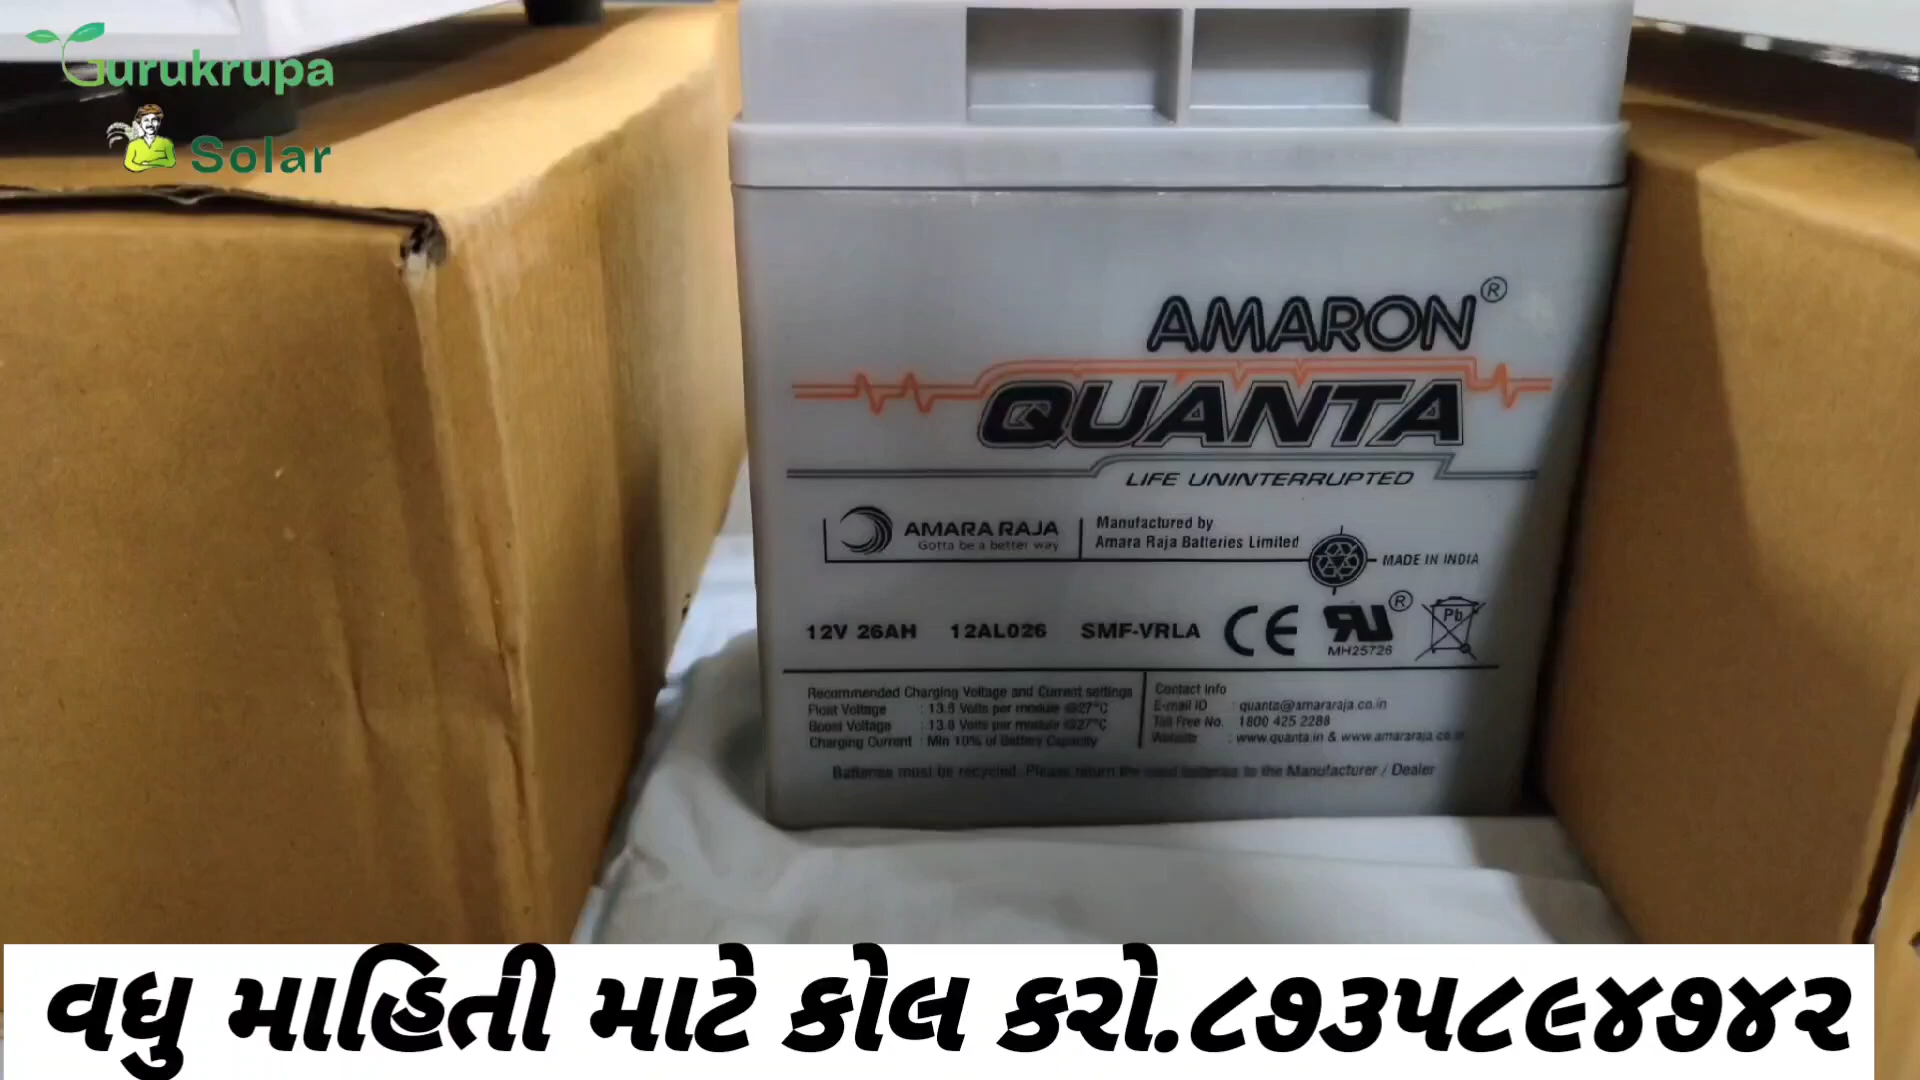 Gurukrupa
Solar
AMARON®
QUANTA
LIFE UNINTERRUPTED
AMARA RAJA
Gotta be a better way
Manufactured by
Amara Raja Batteries Limited
MADE IN INDIA
12V 26AH 12AL026 SMF-VRLA CE RU® Pb
MH25726
Recommended Charging Voltage and Current settings
Float Voltage : 13.5 Volts per module @27°C
Boost Voltage : 13.8 Volts per module @27°C
Charging Current : Min 10% of Battery Capacity
Contact Info
E-mail ID : quanta@amararaja.co.in
Toll Free No. 1800 425 2288
Website : www.quanta.in & www.amararaja.co.in
Batteries must be recycled. Please return the used batteries to the Manufacturer / Dealer
વધુ માહિતી માટે કોલ કરો.૮૭૩૫૮૯૪૭૪૨